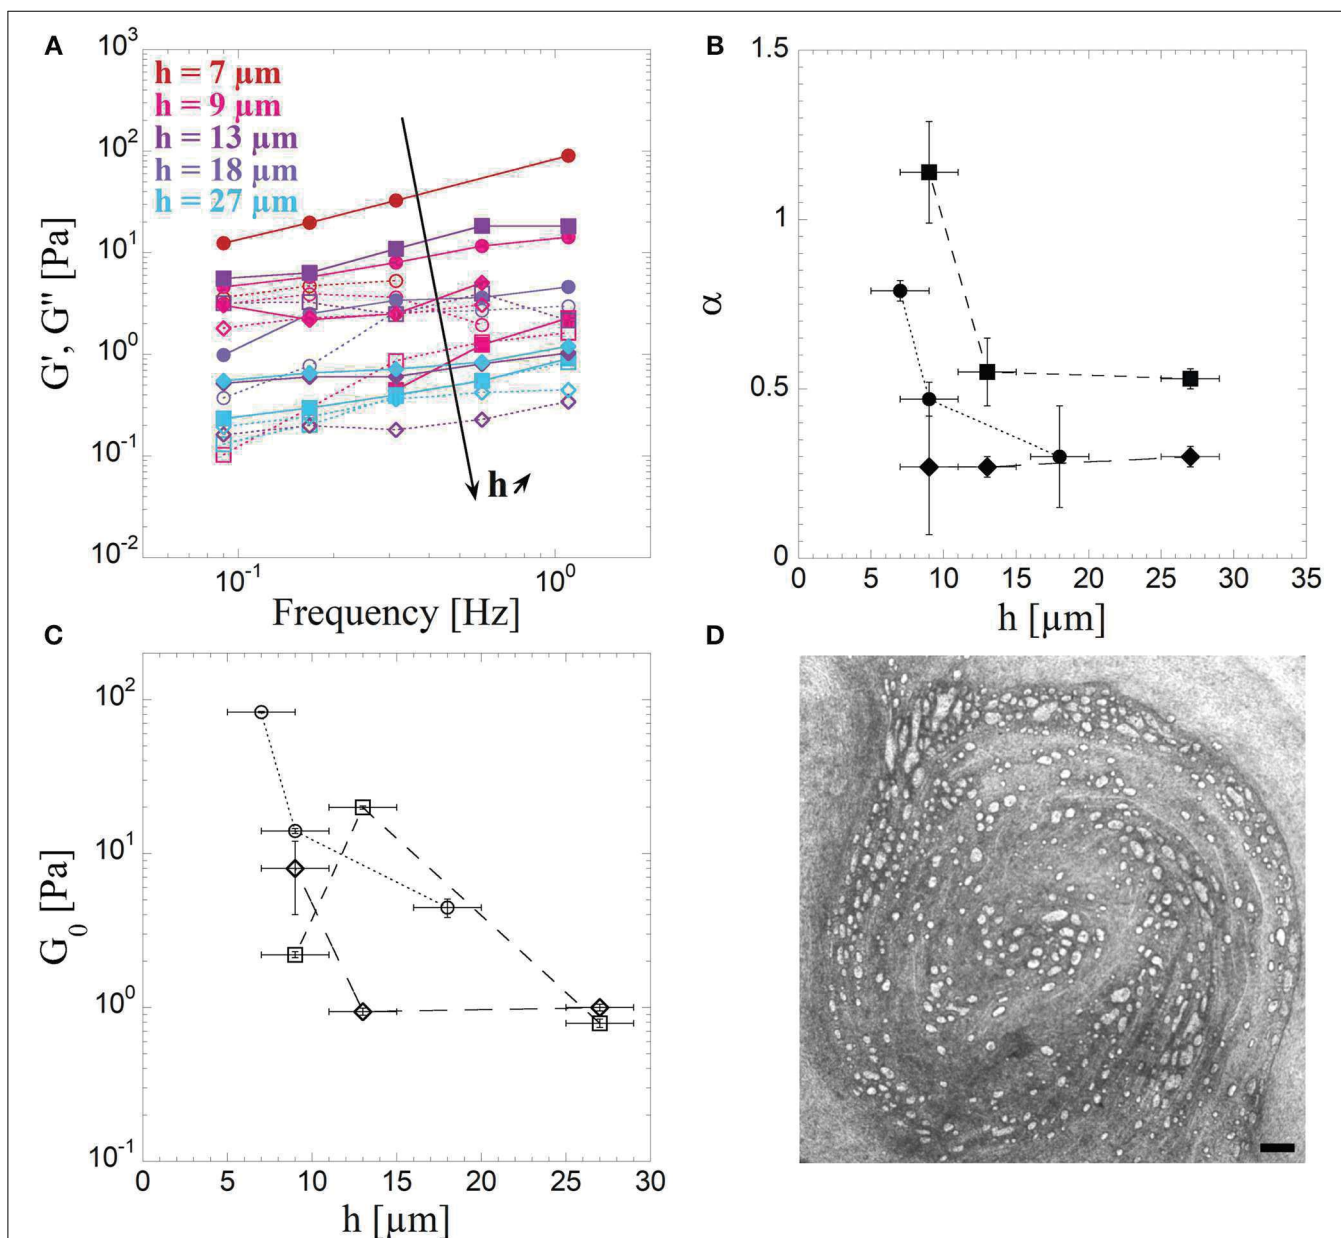 A
10³
10²
10¹
10⁰
10⁻¹
10⁻²
G', G" [Pa]
h = 7 µm
h = 9 µm
h = 13 µm
h = 18 µm
h = 27 µm
h
10⁻¹ 10⁰
Frequency [Hz]
B
1.5
1
0.5
0
α
0 5 10 15 20 25 30 35
h [µm]
C
10²
10¹
10⁰
10⁻¹
G₀ [Pa]
0 5 10 15 20 25 30
h [µm]
D